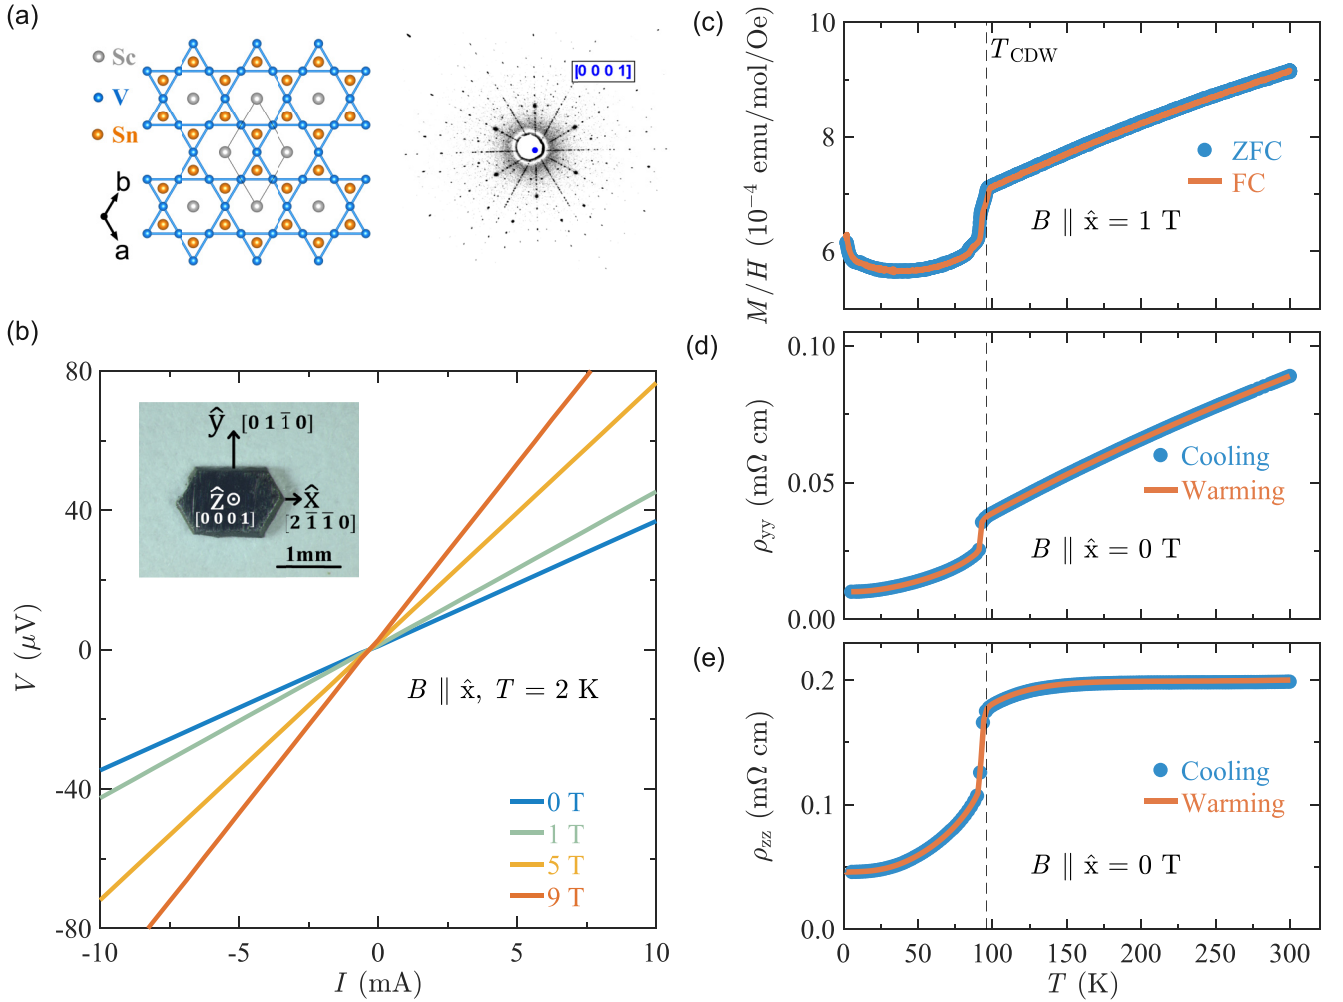 (a)
Sc
V
Sn
b
a
[0 0 0 1]
(b)
80
40
0
-40
-80
-10
-5
0
5
10
V (μV)
I (mA)
ŷ [0 1 1̅ 0]
ẑ ⊙
[0 0 0 1]
x̂
[2 1̅ 1̅ 0]
1mm
B ∥ x̂, T = 2 K
0 T
1 T
5 T
9 T
(c)
10
8
6
M/H (10⁻⁴ emu/mol/Oe)
T_CDW
ZFC
FC
B ∥ x̂ = 1 T
(d)
0.10
0.05
0.00
ρyy (mΩ cm)
Cooling
Warming
B ∥ x̂ = 0 T
(e)
0.2
0.1
0.0
ρzz (mΩ cm)
Cooling
Warming
B ∥ x̂ = 0 T
0
50
100
150
200
250
300
T (K)